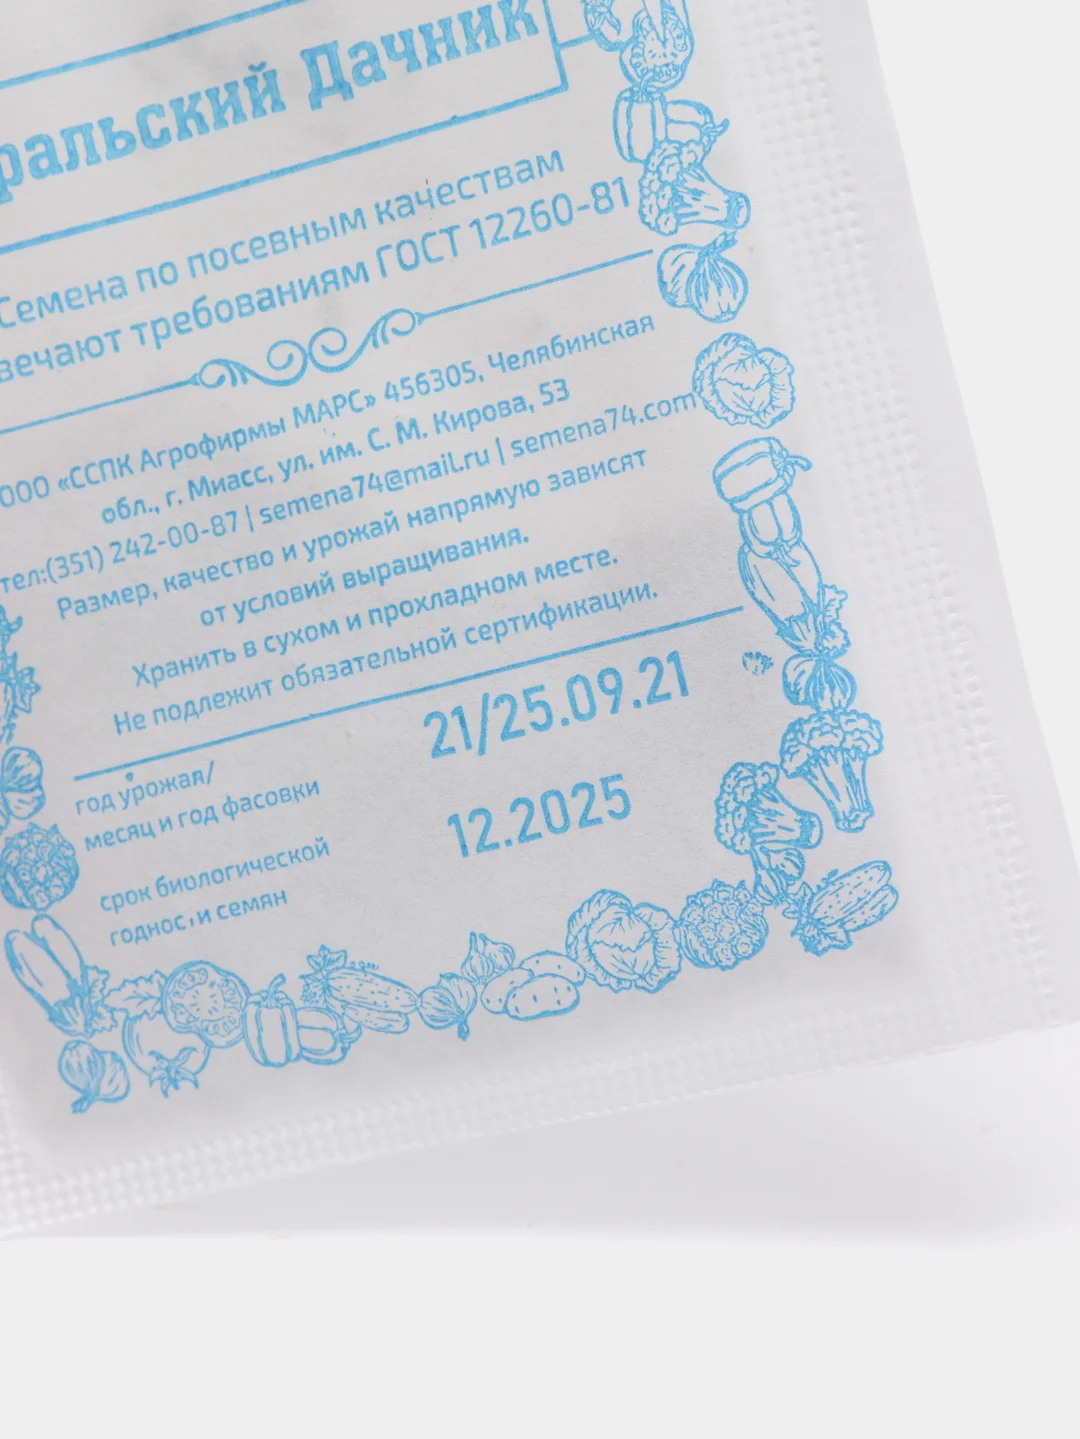 ральский Дачник
Семена по посевным качествам
вечают требованиям ГОСТ 12260-81
ООО «ССПК Агрофирмы МАРС» 456305, Челябинская
обл., г. Миасс, ул. им. С. М. Кирова, 53
тел:(351) 242-00-87 | semena74@mail.ru | semena74.com
Размер, качество и урожай напрямую зависят
от условий выращивания.
Хранить в сухом и прохладном месте.
Не подлежит обязательной сертификации.
год урожая/
месяц и год фасовки
21/25.09.21
срок биологической
годности семян
12.2025